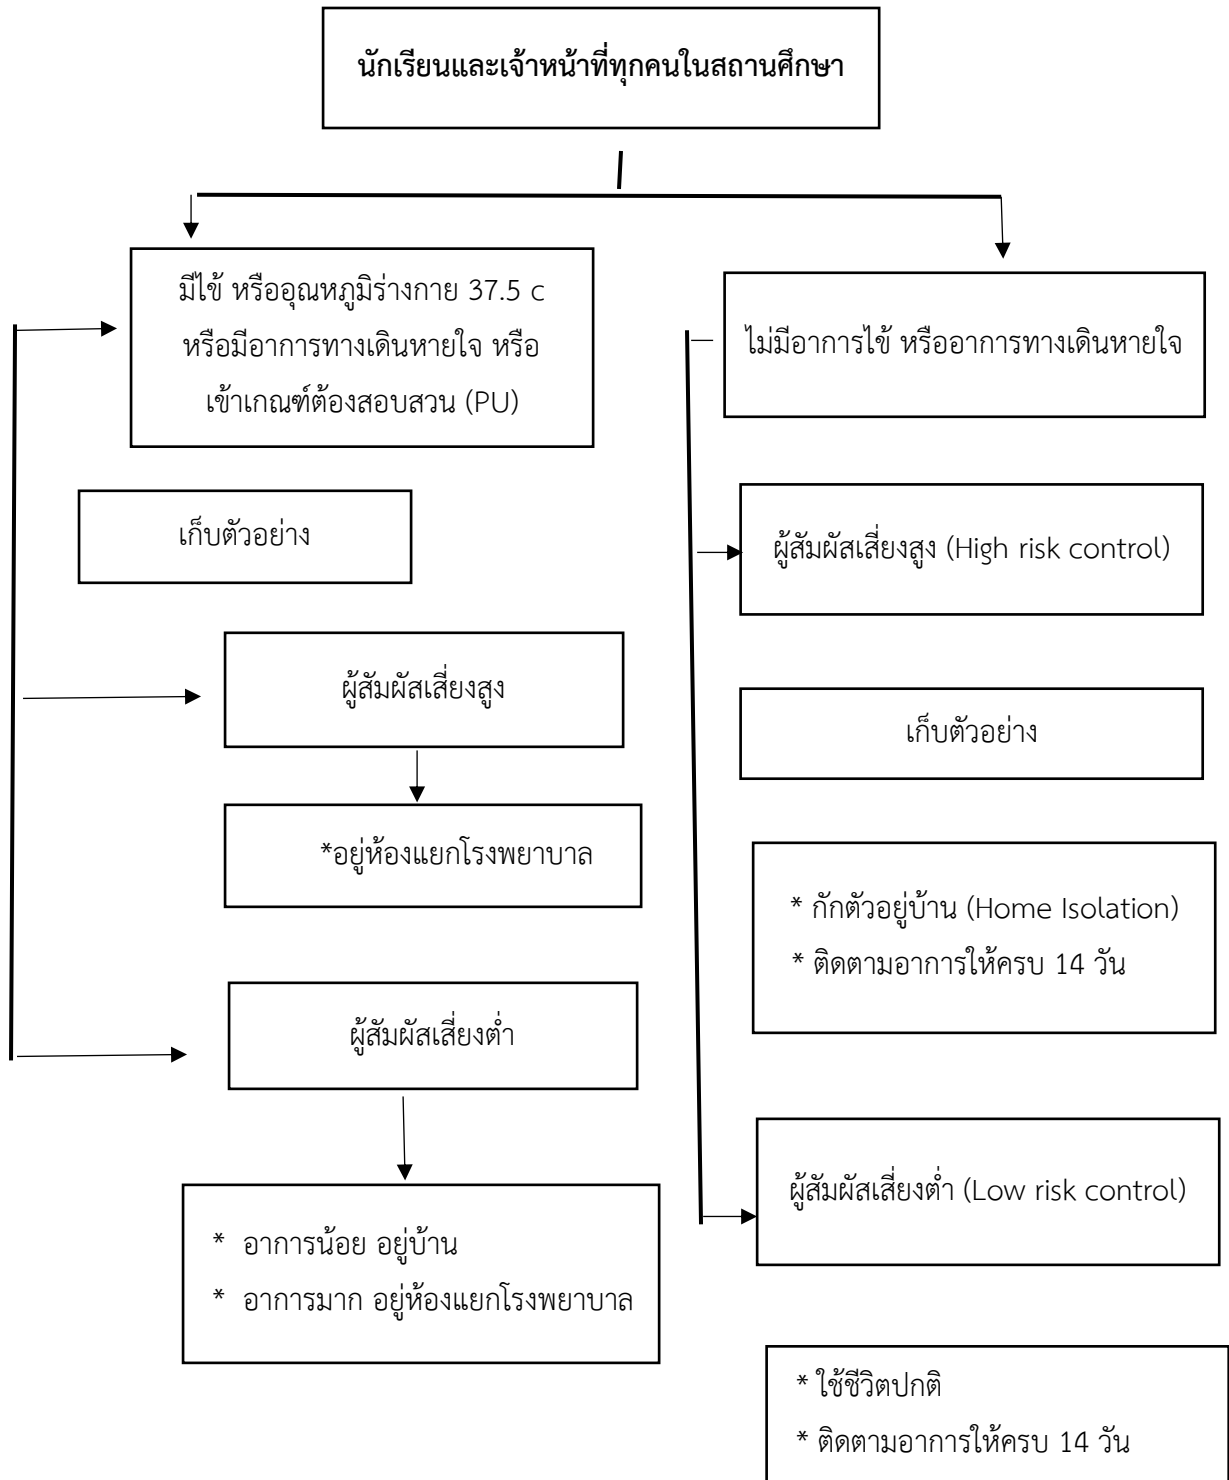 นักเรียนและเจ้าหน้าที่ทุกคนในสถานศึกษา
มีไข้ หรืออุณหภูมิร่างกาย 37.5 c
หรือมีอาการทางเดินหายใจ หรือ
เข้าเกณฑ์ต้องสอบสวน (PU)
เก็บตัวอย่าง
ผู้สัมผัสเสี่ยงสูง
*อยู่ห้องแยกโรงพยาบาล
ผู้สัมผัสเสี่ยงต่ำ
* อาการน้อย อยู่บ้าน
* อาการมาก อยู่ห้องแยกโรงพยาบาล
ไม่มีอาการไข้ หรืออาการทางเดินหายใจ
ผู้สัมผัสเสี่ยงสูง (High risk control)
เก็บตัวอย่าง
* กักตัวอยู่บ้าน (Home Isolation)
* ติดตามอาการให้ครบ 14 วัน
ผู้สัมผัสเสี่ยงต่ำ (Low risk control)
* ใช้ชีวิตปกติ
* ติดตามอาการให้ครบ 14 วัน